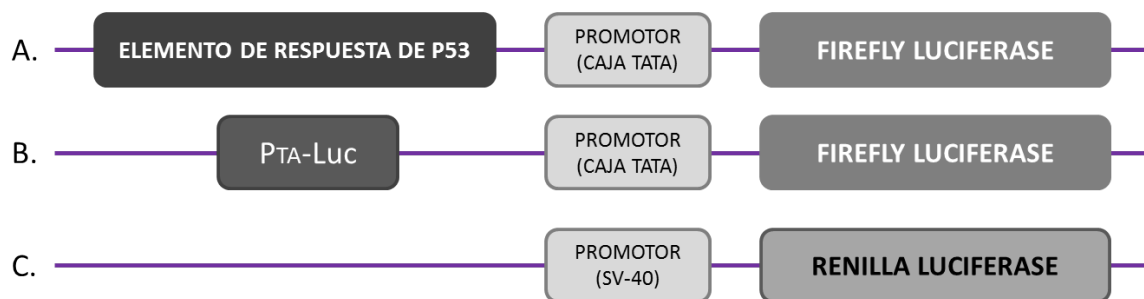 A. ELEMENTO DE RESPUESTA DE P53 PROMOTOR FIREFLY LUCIFERASE
(CAJA TATA)
B. PTA-Luc PROMOTOR FIREFLY LUCIFERASE
(CAJA TATA)
C. PROMOTOR RENILLA LUCIFERASE
(SV-40)